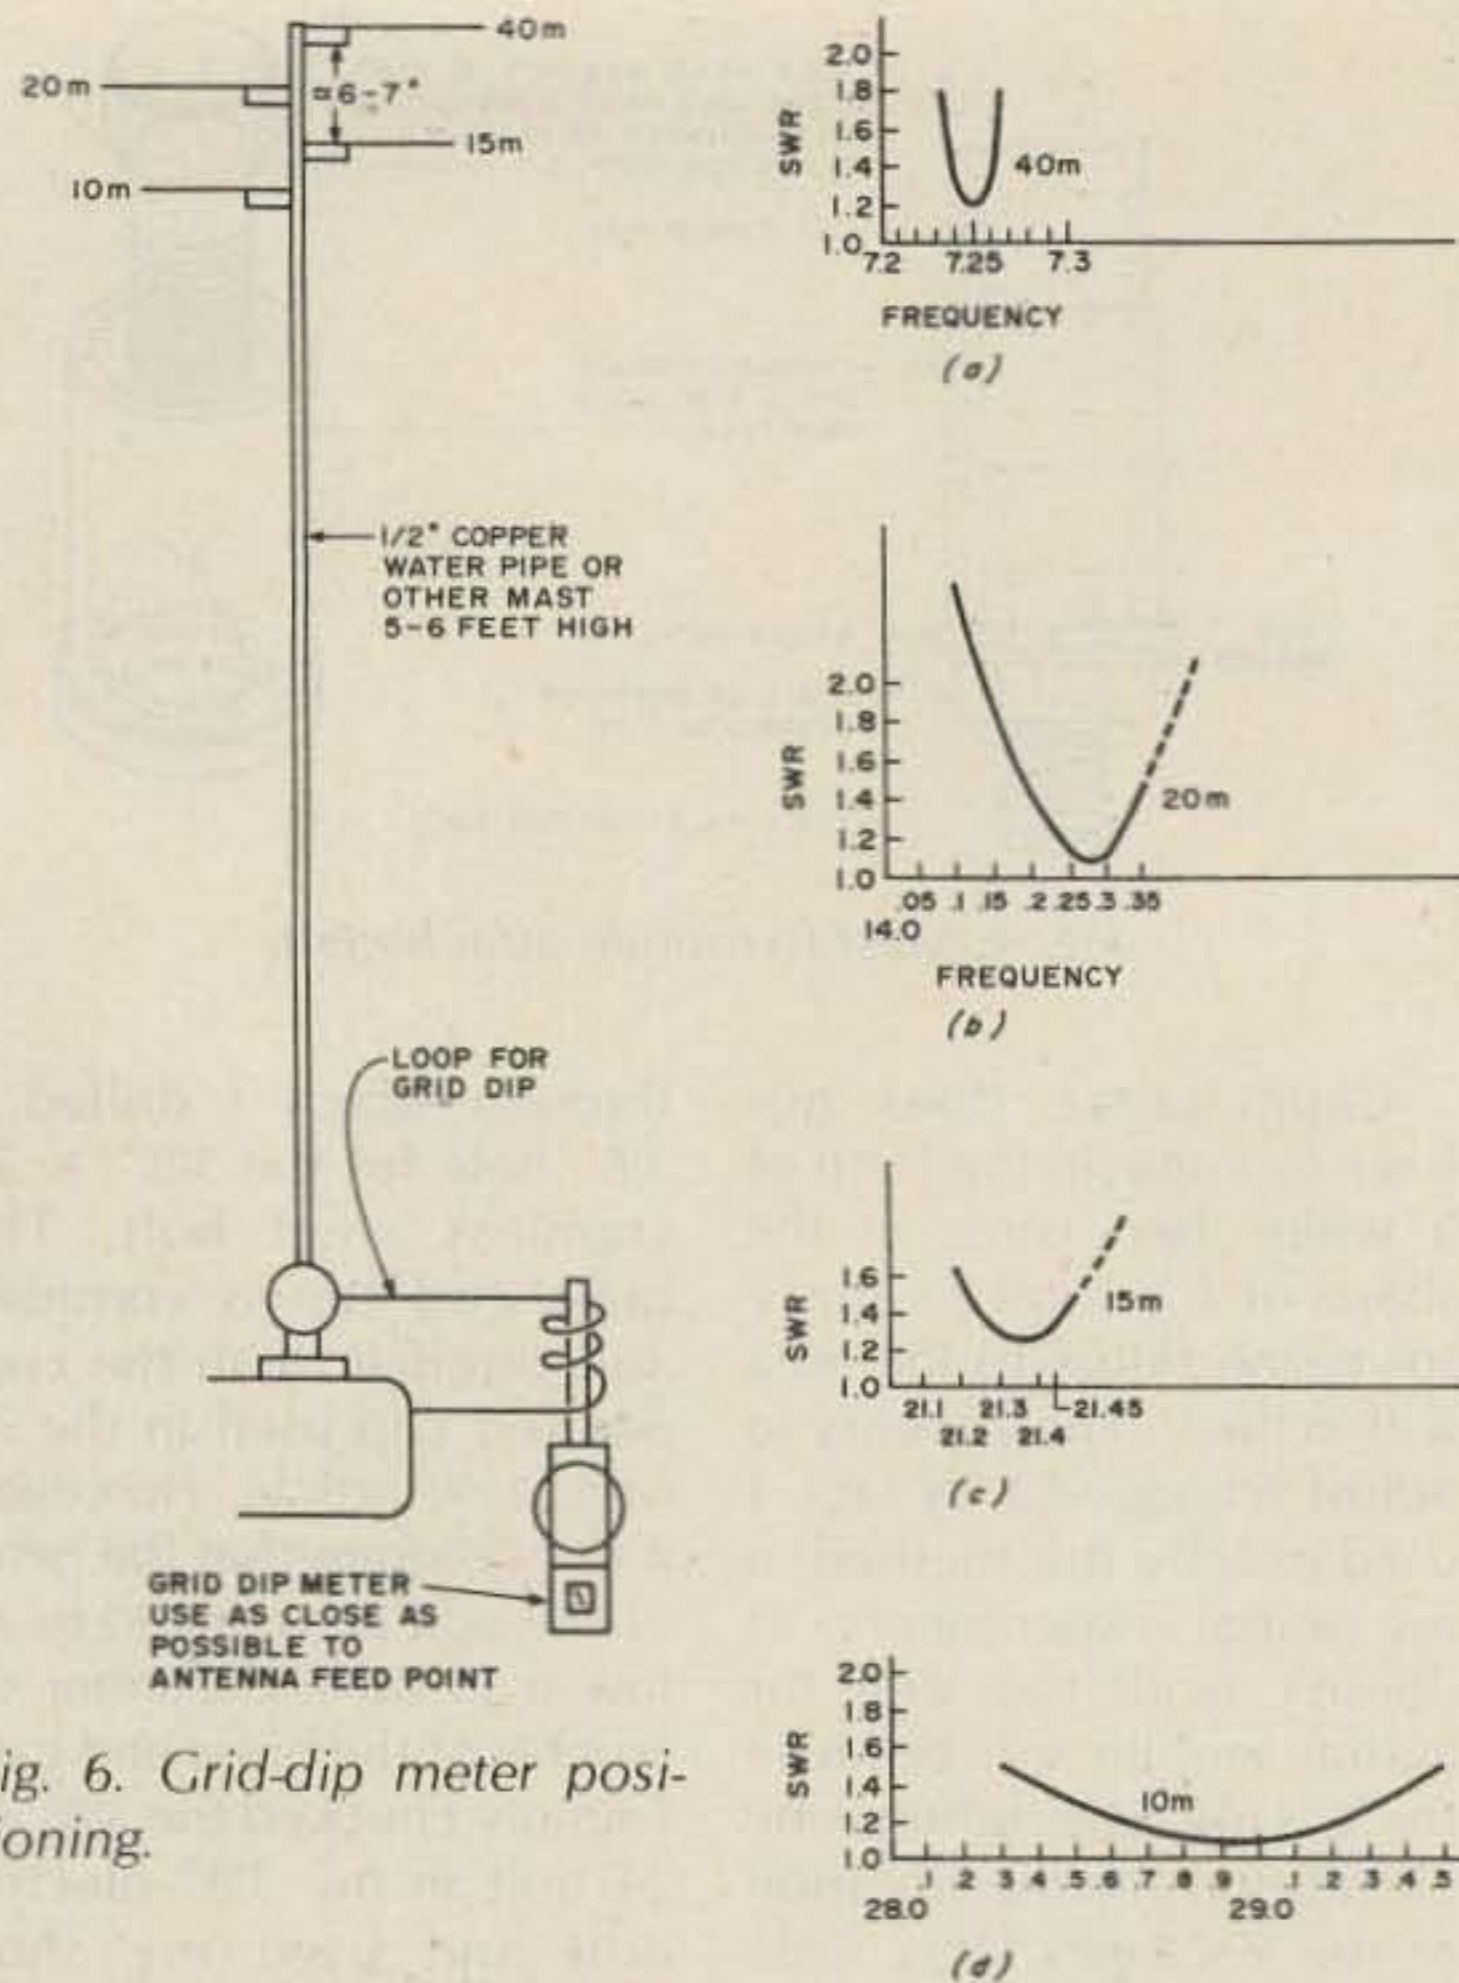 40m
20m
≈6-7"
15m
10m
1/2" COPPER
WATER PIPE OR
OTHER MAST
5-6 FEET HIGH
LOOP FOR
GRID DIP
GRID DIP METER
USE AS CLOSE AS
POSSIBLE TO
ANTENNA FEED POINT
ig. 6. Grid-dip meter posi-
ioning.
2.0
1.8
1.6
1.4
1.2
1.0
SWR
40m
7.2 7.25 7.3
FREQUENCY
(a)
2.0
1.8
1.6
1.4
1.2
1.0
SWR
20m
.05 .1 .15 .2 .25 .3 .35
14.0
FREQUENCY
(b)
1.6
1.4
1.2
1.0
SWR
15m
21.1 21.3 21.45
21.2 21.4
(c)
2.0
1.8
1.6
1.4
1.2
1.0
SWR
10m
.1 .2 .3 .4 .5 .6 .7 .8 .9 .1 .2 .3 .4 .5
28.0 29.0
(d)